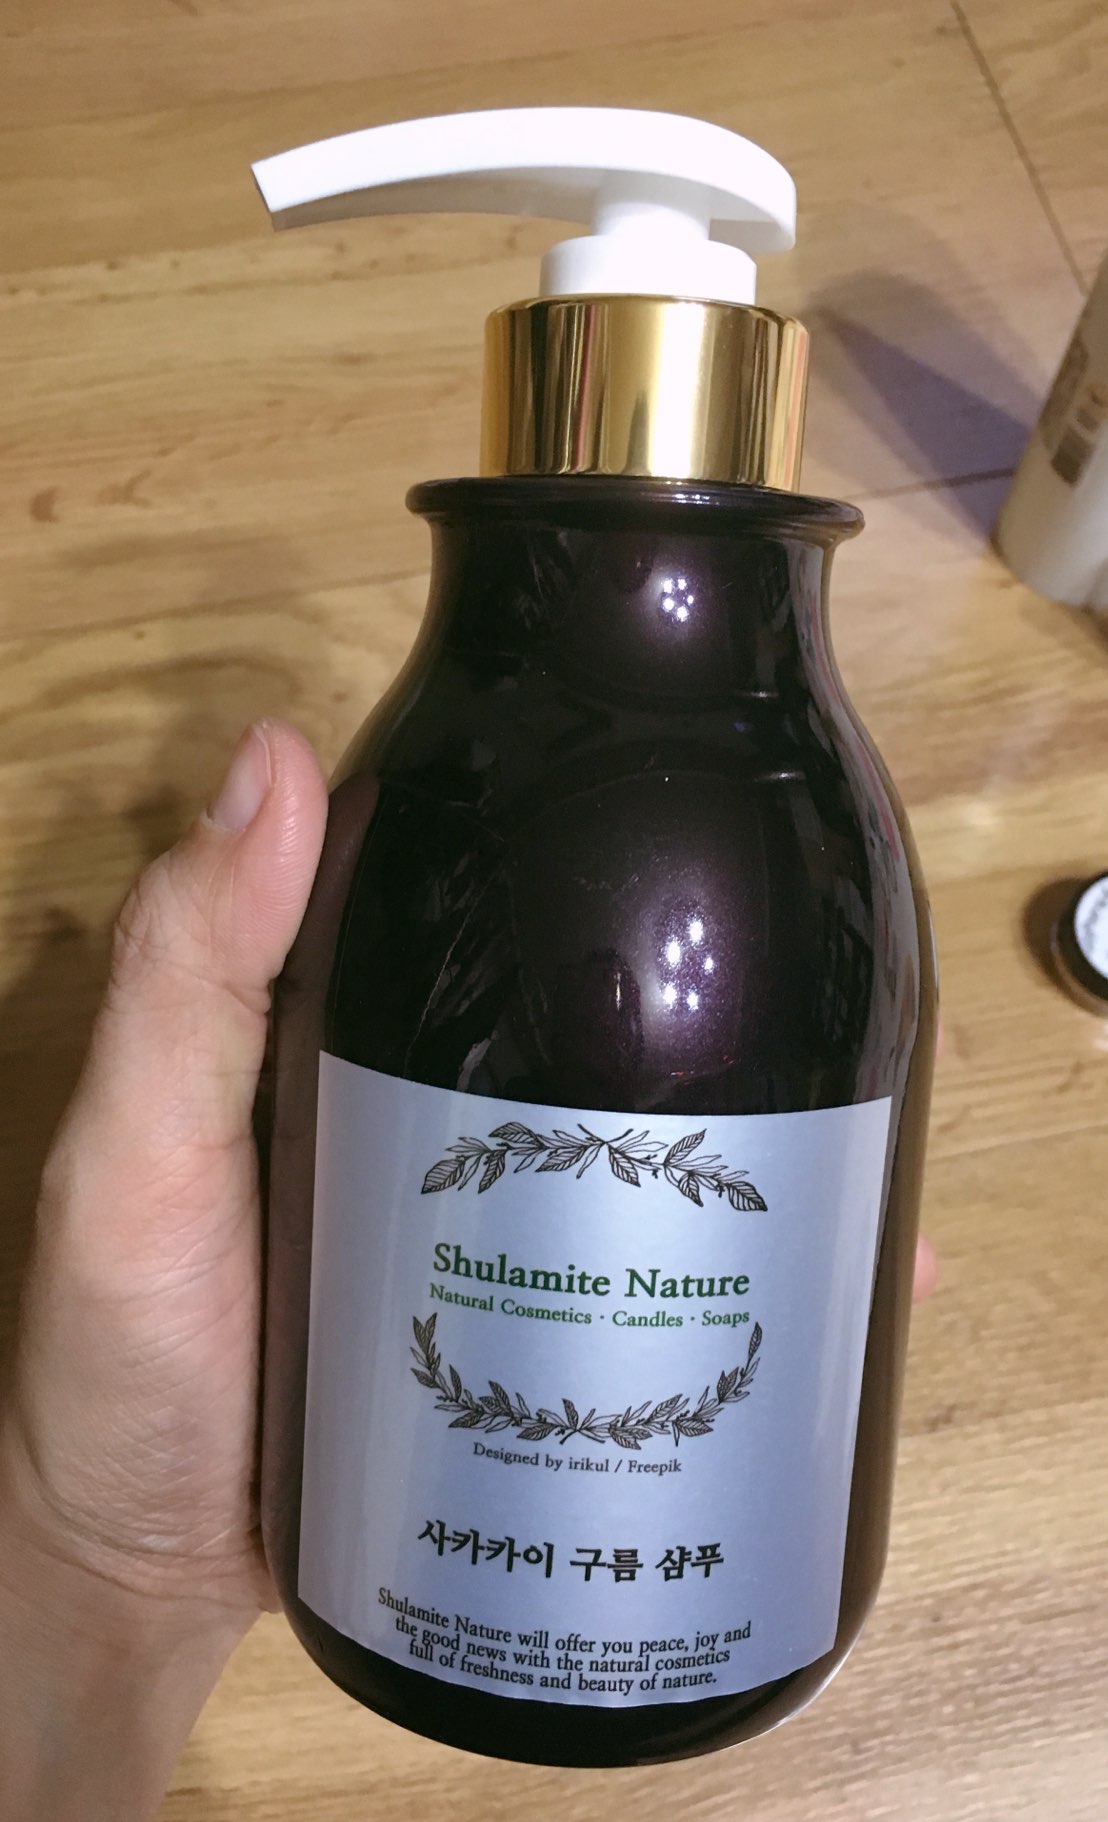 Shulamite Nature
Natural Cosmetics · Candles · Soaps
Designed by irikul / Freepik
사카카이 구름 샴푸
Shulamite Nature will offer you peace, joy and
the good news with the natural cosmetics
full of freshness and beauty of nature.